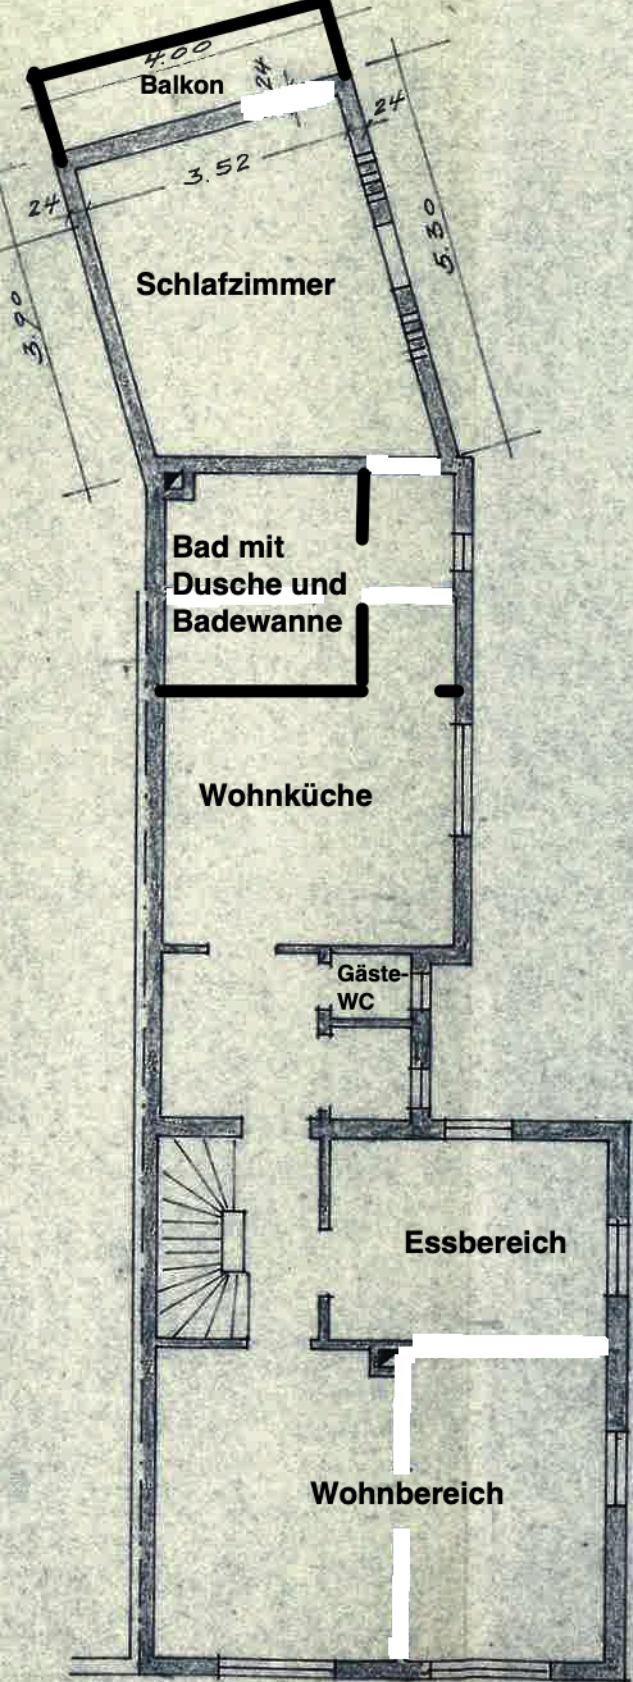 4.00
Balkon
24
24
3.52
24
5.30
Schlafzimmer
3.90
Bad mit
Dusche und
Badewanne
Wohnküche
Gäste-
WC
Essbereich
Wohnbereich